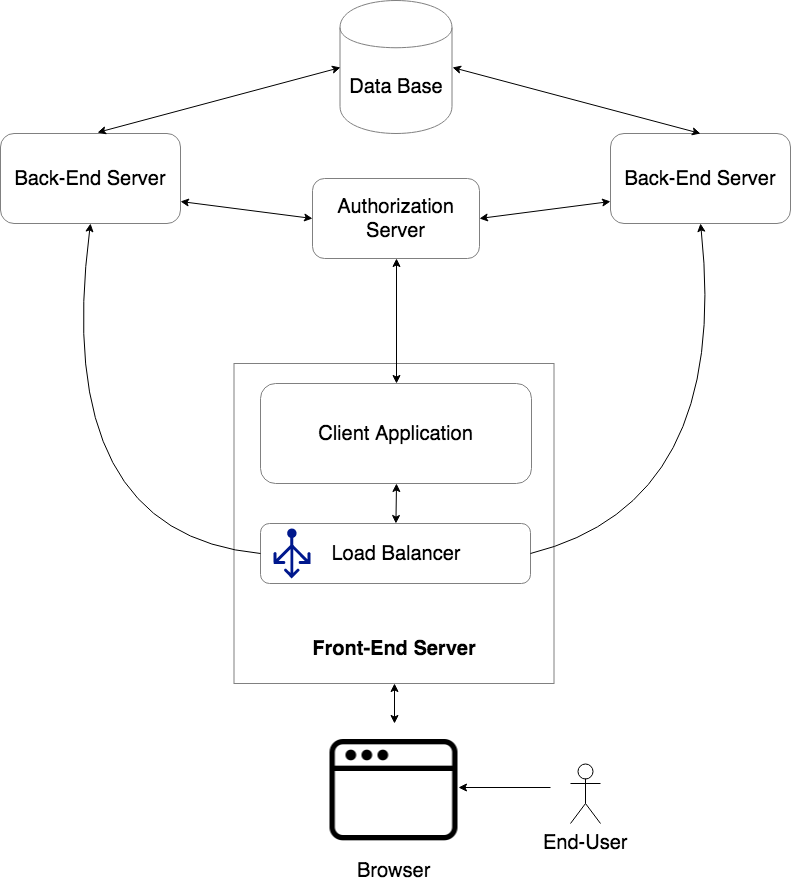 Data Base
Back-End Server
Back-End Server
Authorization
Server
Client Application
Load Balancer
Front-End Server
End-User
Browser